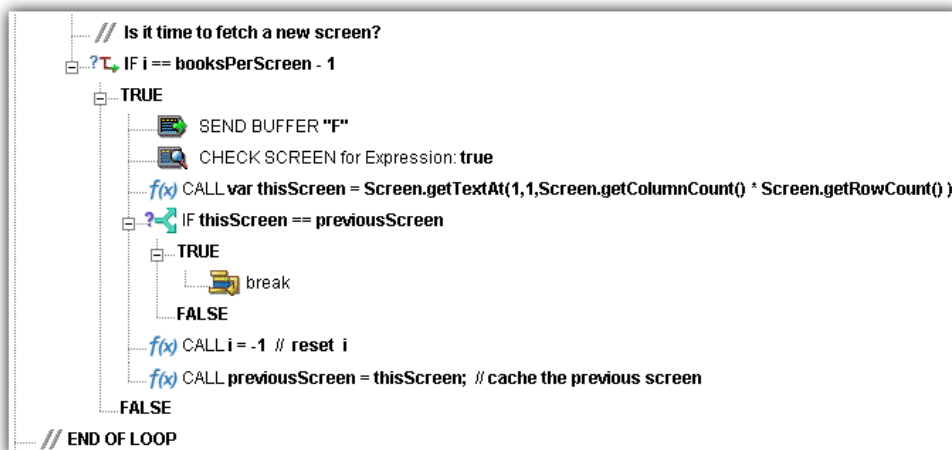 // Is it time to fetch a new screen?
?T IF i == booksPerScreen - 1
TRUE
SEND BUFFER "F"
CHECK SCREEN for Expression: true
f(x) CALL var thisScreen = Screen.getTextAt(1,1,Screen.getColumnCount() * Screen.getRowCount() )
? IF thisScreen == previousScreen
TRUE
break
FALSE
f(x) CALL i = -1 // reset i
f(x) CALL previousScreen = thisScreen; // cache the previous screen
FALSE
// END OF LOOP